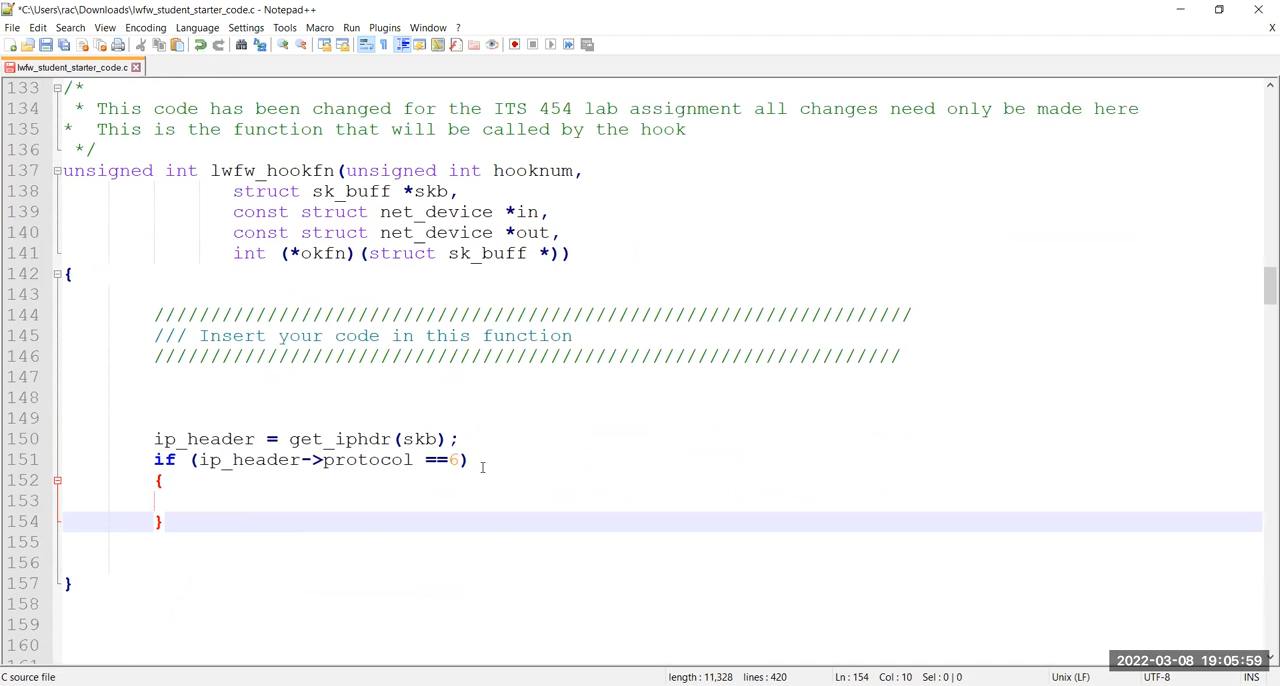 *C:\Users\rac\Downloads\lwfw_student_starter_code.c - Notepad++
File Edit Search View Encoding Language Settings Tools Macro Run Plugins Window ?
X
lwfw_student_starter_code.c
133 /*
134 * This code has been changed for the ITS 454 lab assignment all changes need only be made here
135 * This is the function that will be called by the hook
136 */
137 unsigned int lwfw_hookfn(unsigned int hooknum,
138 struct sk_buff *skb,
139 const struct net_device *in,
140 const struct net_device *out,
141 int (*okfn)(struct sk_buff *))
142 {
143
144 ///////////////////////////////////////////////////////////////////
145 /// Insert your code in this function
146 //////////////////////////////////////////////////////////////////
147
148
149
150 ip_header = get_iphdr(skb);
151 if (ip_header->protocol ==6)
152 {
153
154 }
155
156
157 }
158
159
160
161
2022-03-08 19:05:59
C source file length : 11,328 lines : 420 Ln : 154 Col : 10 Sel : 0 | 0 Unix (LF) UTF-8 INS